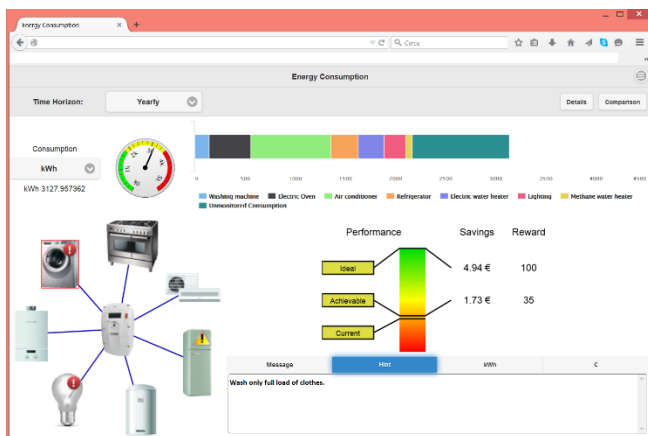 Energy Consumption
Cerca
Energy Consumption
Time Horizon: Yearly Details Comparison
Consumption
kWh
kWh 3127.957362
0 500 1000 1500 2000 2500 3000 3500 4000 4500
Washing machine Electric Oven Air conditioner Refrigerator Electric water heater Lighting Methane water heater
Unmonitored Consumption
Performance Savings Reward
Ideal 4.94 € 100
Achievable 1.73 € 35
Current
Message Hint kWh €
Wash only full load of clothes.